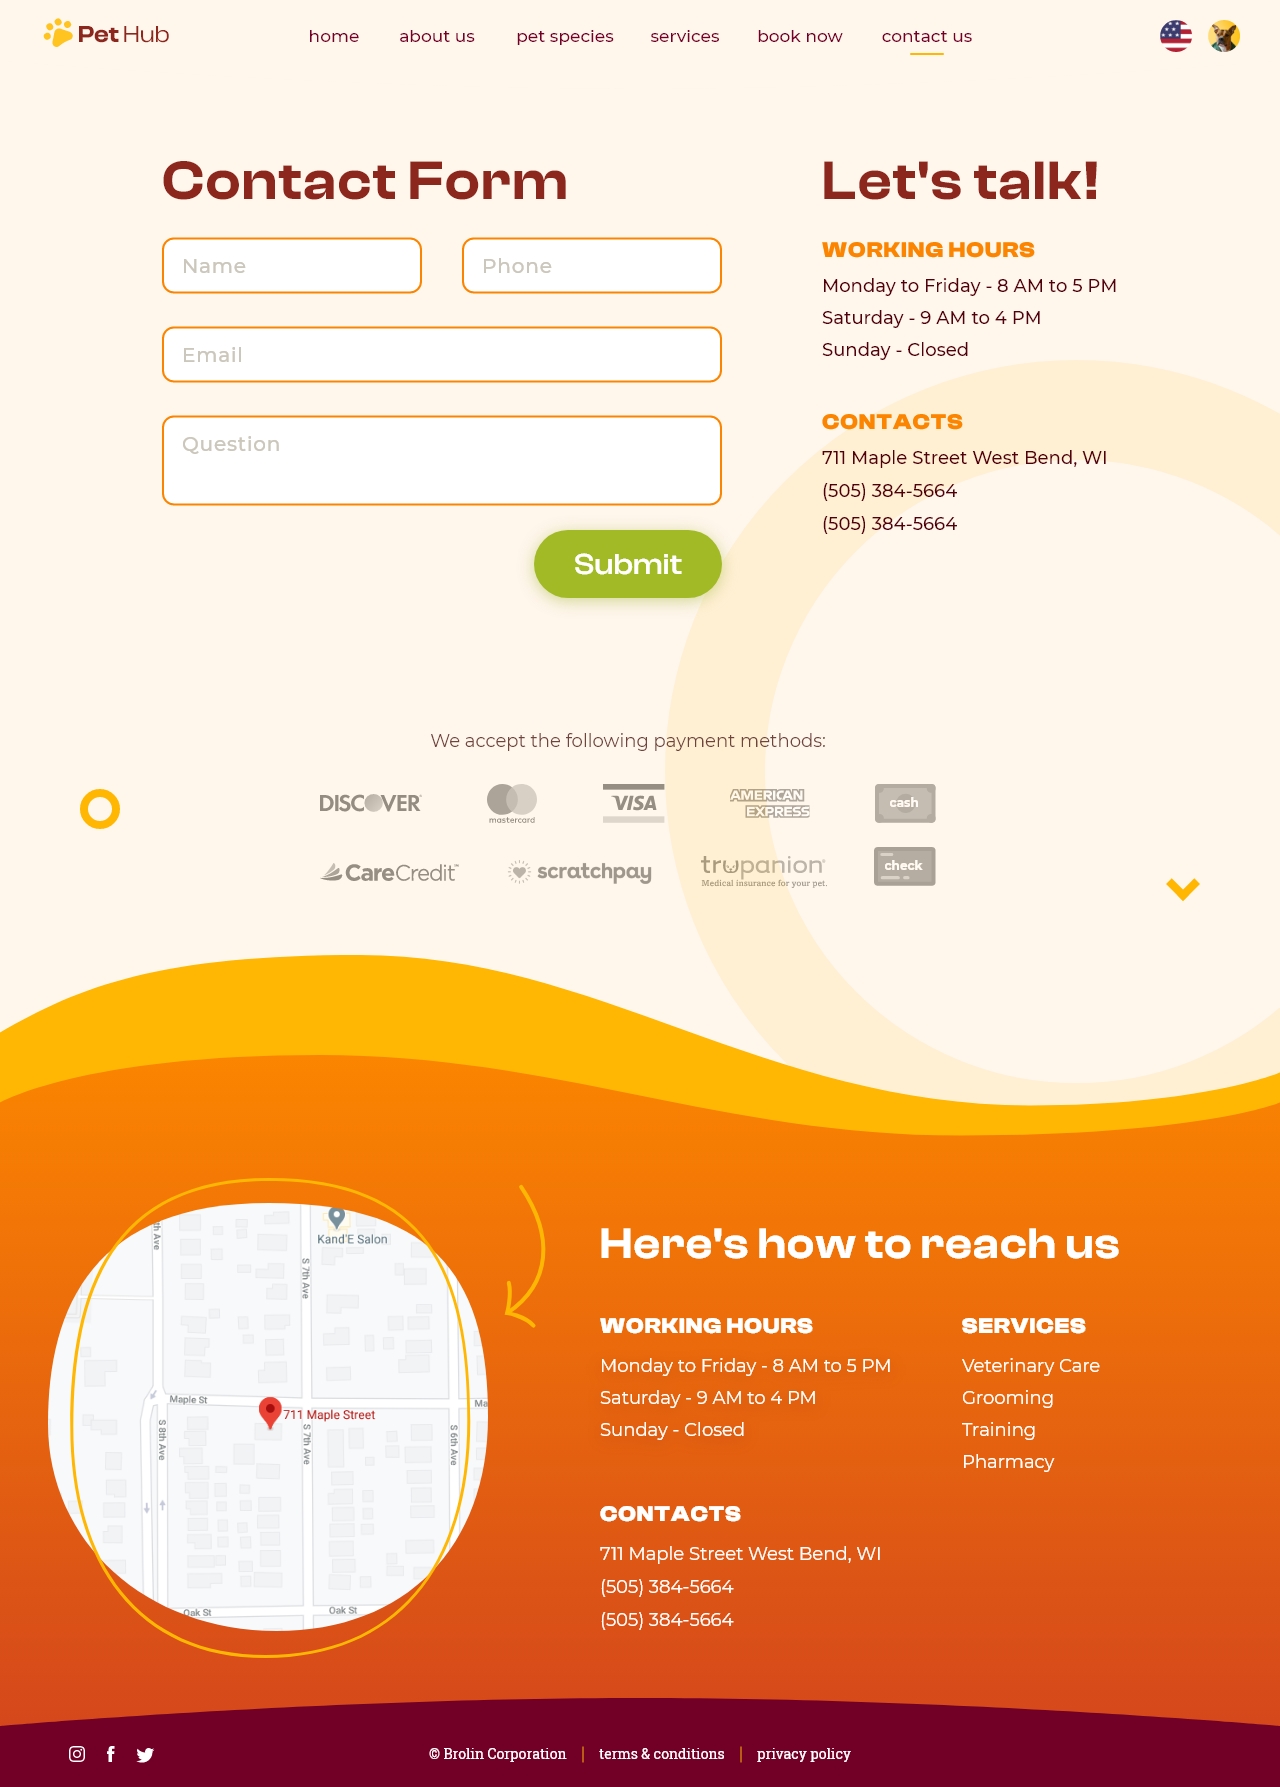 Pet Hub
home about us pet species services book now contact us
Contact Form
Name Phone
Email
Question
Submit
Let's talk!
WORKING HOURS
Monday to Friday - 8 AM to 5 PM
Saturday - 9 AM to 4 PM
Sunday - Closed
CONTACTS
711 Maple Street West Bend, WI
(505) 384-5664
(505) 384-5664
We accept the following payment methods:
DISCOVER mastercard VISA AMERICAN EXPRESS cash
CareCredit scratchpay trupanion check
Medical insurance for your pet.
Kand'E Salon
th Ave
S 7th Ave
Maple St
Ma
711 Maple Street
S 8th Ave
S 7th Ave
S 6th Ave
Oak St
Oak St
Here's how to reach us
WORKING HOURS
Monday to Friday - 8 AM to 5 PM
Saturday - 9 AM to 4 PM
Sunday - Closed
SERVICES
Veterinary Care
Grooming
Training
Pharmacy
CONTACTS
711 Maple Street West Bend, WI
(505) 384-5664
(505) 384-5664
© Brolin Corporation | terms & conditions | privacy policy